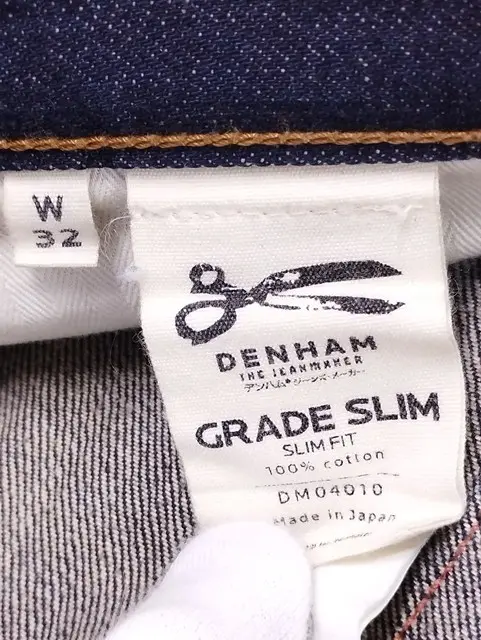 W
32
DENHAM
THE JEANMAKER
デンハム・ジーンズ・メーカー
GRADE SLIM
SLIM FIT
100% cotton
DM04010
Made in Japan